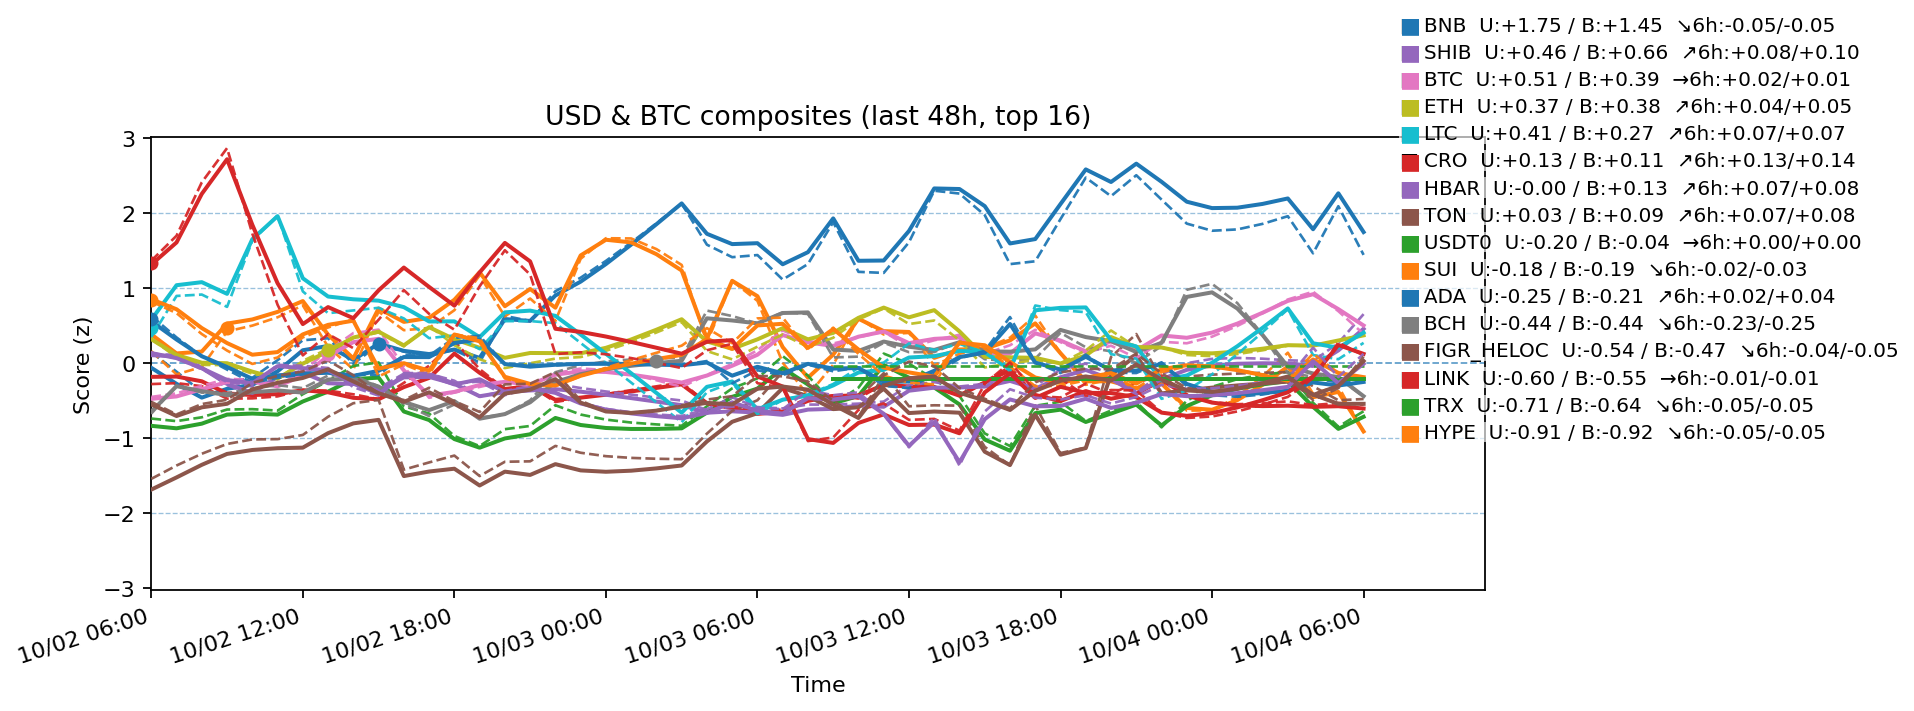 BNB U:+1.75 / B:+1.45 ↘6h:-0.05/-0.05
SHIB U:+0.46 / B:+0.66 ↗6h:+0.08/+0.10
BTC U:+0.51 / B:+0.39 →6h:+0.02/+0.01
ETH U:+0.37 / B:+0.38 ↗6h:+0.04/+0.05
LTC U:+0.41 / B:+0.27 ↗6h:+0.07/+0.07
CRO U:+0.13 / B:+0.11 ↗6h:+0.13/+0.14
HBAR U:-0.00 / B:+0.13 ↗6h:+0.07/+0.08
TON U:+0.03 / B:+0.09 ↗6h:+0.07/+0.08
USDT0 U:-0.20 / B:-0.04 →6h:+0.00/+0.00
SUI U:-0.18 / B:-0.19 ↘6h:-0.02/-0.03
ADA U:-0.25 / B:-0.21 ↗6h:+0.02/+0.04
BCH U:-0.44 / B:-0.44 ↘6h:-0.23/-0.25
FIGR_HELOC U:-0.54 / B:-0.47 ↘6h:-0.04/-0.05
LINK U:-0.60 / B:-0.55 →6h:-0.01/-0.01
TRX U:-0.71 / B:-0.64 ↘6h:-0.05/-0.05
HYPE U:-0.91 / B:-0.92 ↘6h:-0.05/-0.05
USD & BTC composites (last 48h, top 16)
Score (z)
3
2
1
0
−1
−2
−3
10/02 06:00
10/02 12:00
10/02 18:00
10/03 00:00
10/03 06:00
10/03 12:00
10/03 18:00
10/04 00:00
10/04 06:00
Time